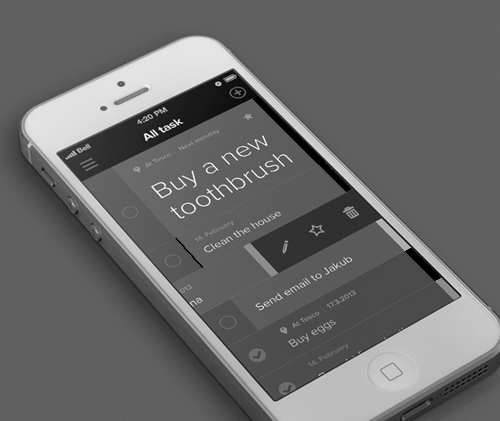 Bell
4:20 PM
All task
At Tesco Next monday
Buy a new
toothbrush
14. February
Clean the house
013
na
Send email to Jakub
At Tesco 17.3.2013
Buy eggs
14. February